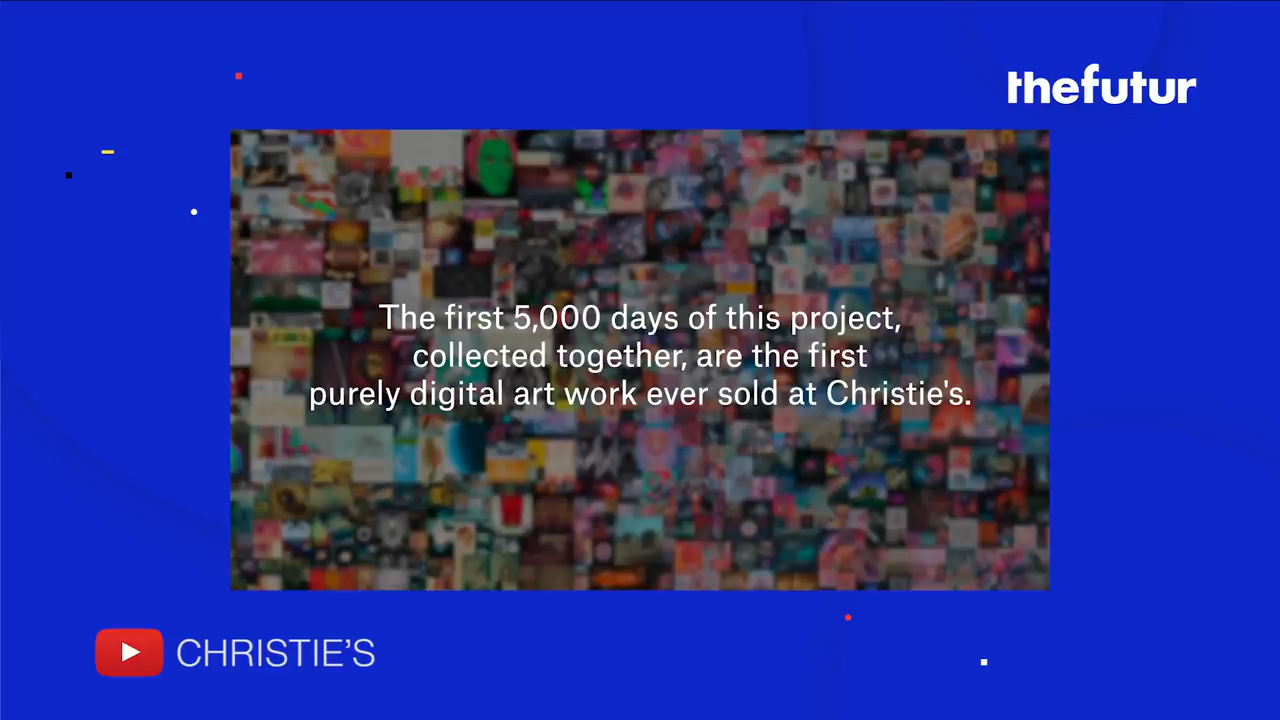 thefutur
The first 5,000 days of this project,
collected together, are the first
purely digital art work ever sold at Christie's.
CHRISTIE’S